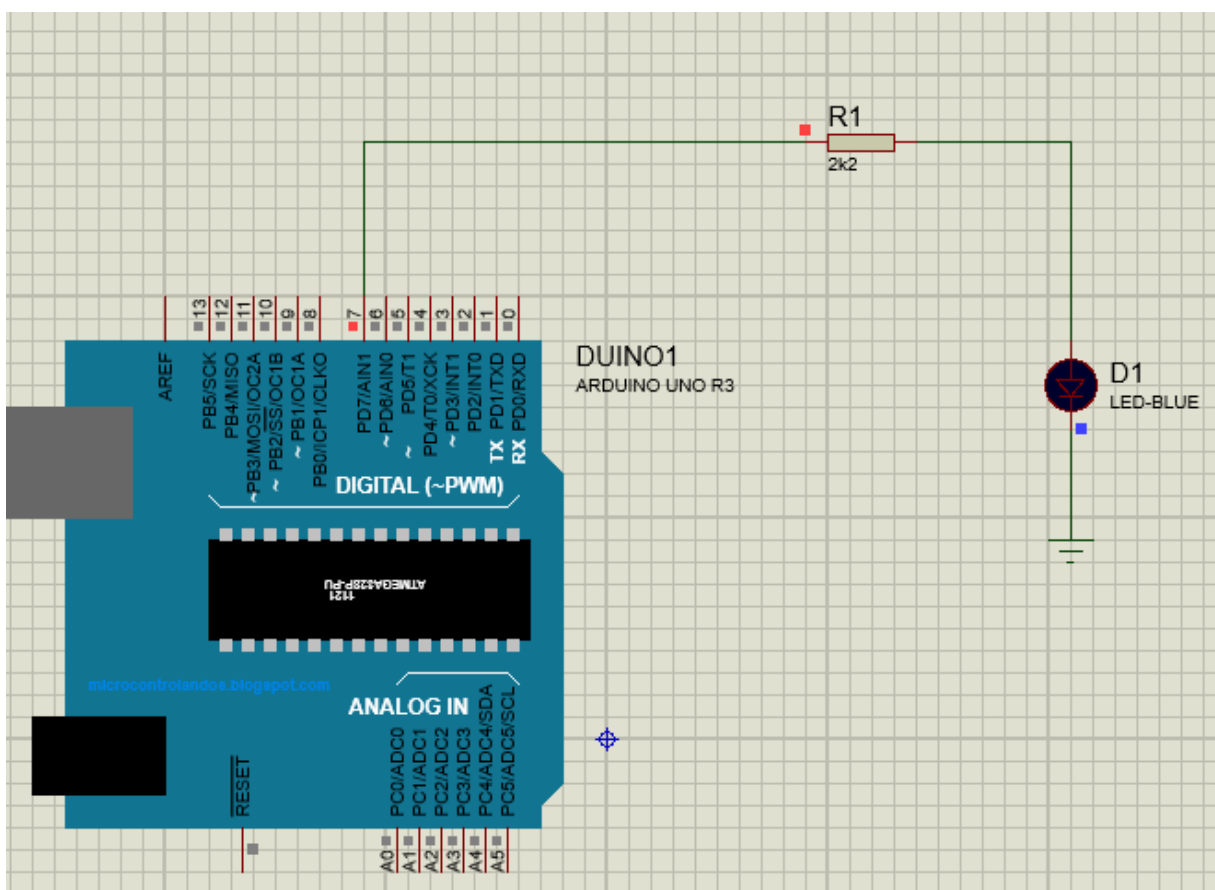 R1
2k2
13
12
11
10
9
8
7
6
5
4
3
2
1
0
AREF
PB5/SCK
PB4/MISO
~PB3/MOSI/OC2A
~PB2/SS/OC1B
~PB1/OC1A
PB0/ICP1/CLKO
PD7/AIN1
~PD6/AIN0
~PD5/T1
PD4/T0/XCK
~PD3/INT1
PD2/INT0
TX PD1/TXD
RX PD0/RXD
DUINO1
ARDUINO UNO R3
D1
LED-BLUE
DIGITAL (~PWM)
1121
ATMEGA328P-PU
microcontrolandos.blogspot.com
ANALOG IN
RESET
PC0/ADC0
PC1/ADC1
PC2/ADC2
PC3/ADC3
PC4/ADC4/SDA
PC5/ADC5/SCL
A0
A1
A2
A3
A4
A5